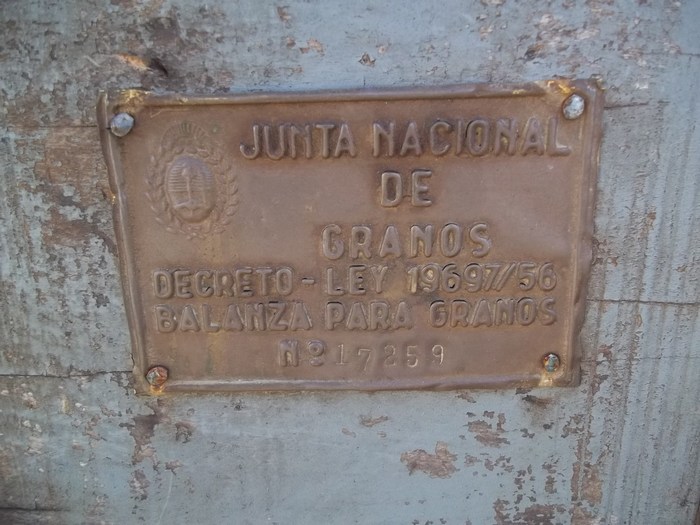 JUNTA NACIONAL
DE
GRANOS
DECRETO - LEY 19697/56
BALANZA PARA GRANOS
Nº 17259